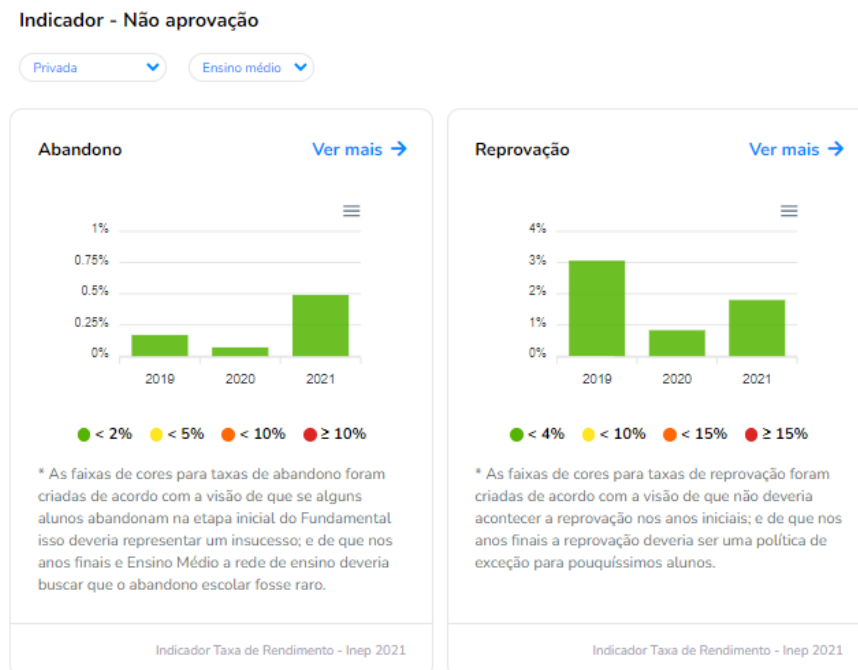 Indicador - Não aprovação
Privada
Ensino médio
Abandono
Ver mais →
1%
0.75%
0.5%
0.25%
0%
2019 2020 2021
< 2% < 5% < 10% ≥ 10%
* As faixas de cores para taxas de abandono foram
criadas de acordo com a visão de que se alguns
alunos abandonam na etapa inicial do Fundamental
isso deveria representar um insucesso; e de que nos
anos finais e Ensino Médio a rede de ensino deveria
buscar que o abandono escolar fosse raro.
Indicador Taxa de Rendimento - Inep 2021
Reprovação
Ver mais →
4%
3%
2%
1%
0%
2019 2020 2021
< 4% < 10% < 15% ≥ 15%
* As faixas de cores para taxas de reprovação foram
criadas de acordo com a visão de que não deveria
acontecer a reprovação nos anos iniciais; e de que nos
anos finais a reprovação deveria ser uma política de
exceção para pouquíssimos alunos.
Indicador Taxa de Rendimento - Inep 2021